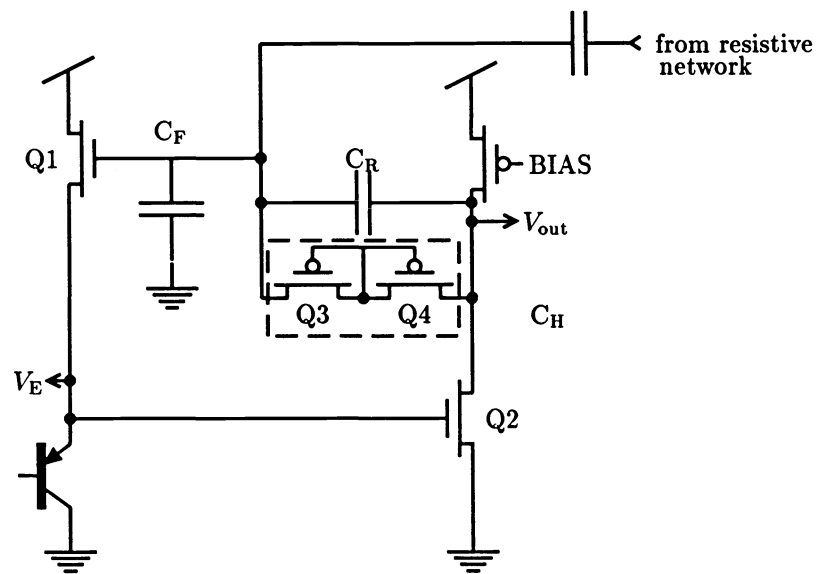 from resistive
network
Q1
C_F
C_R
BIAS
V_out
Q3
Q4
C_H
V_E
Q2